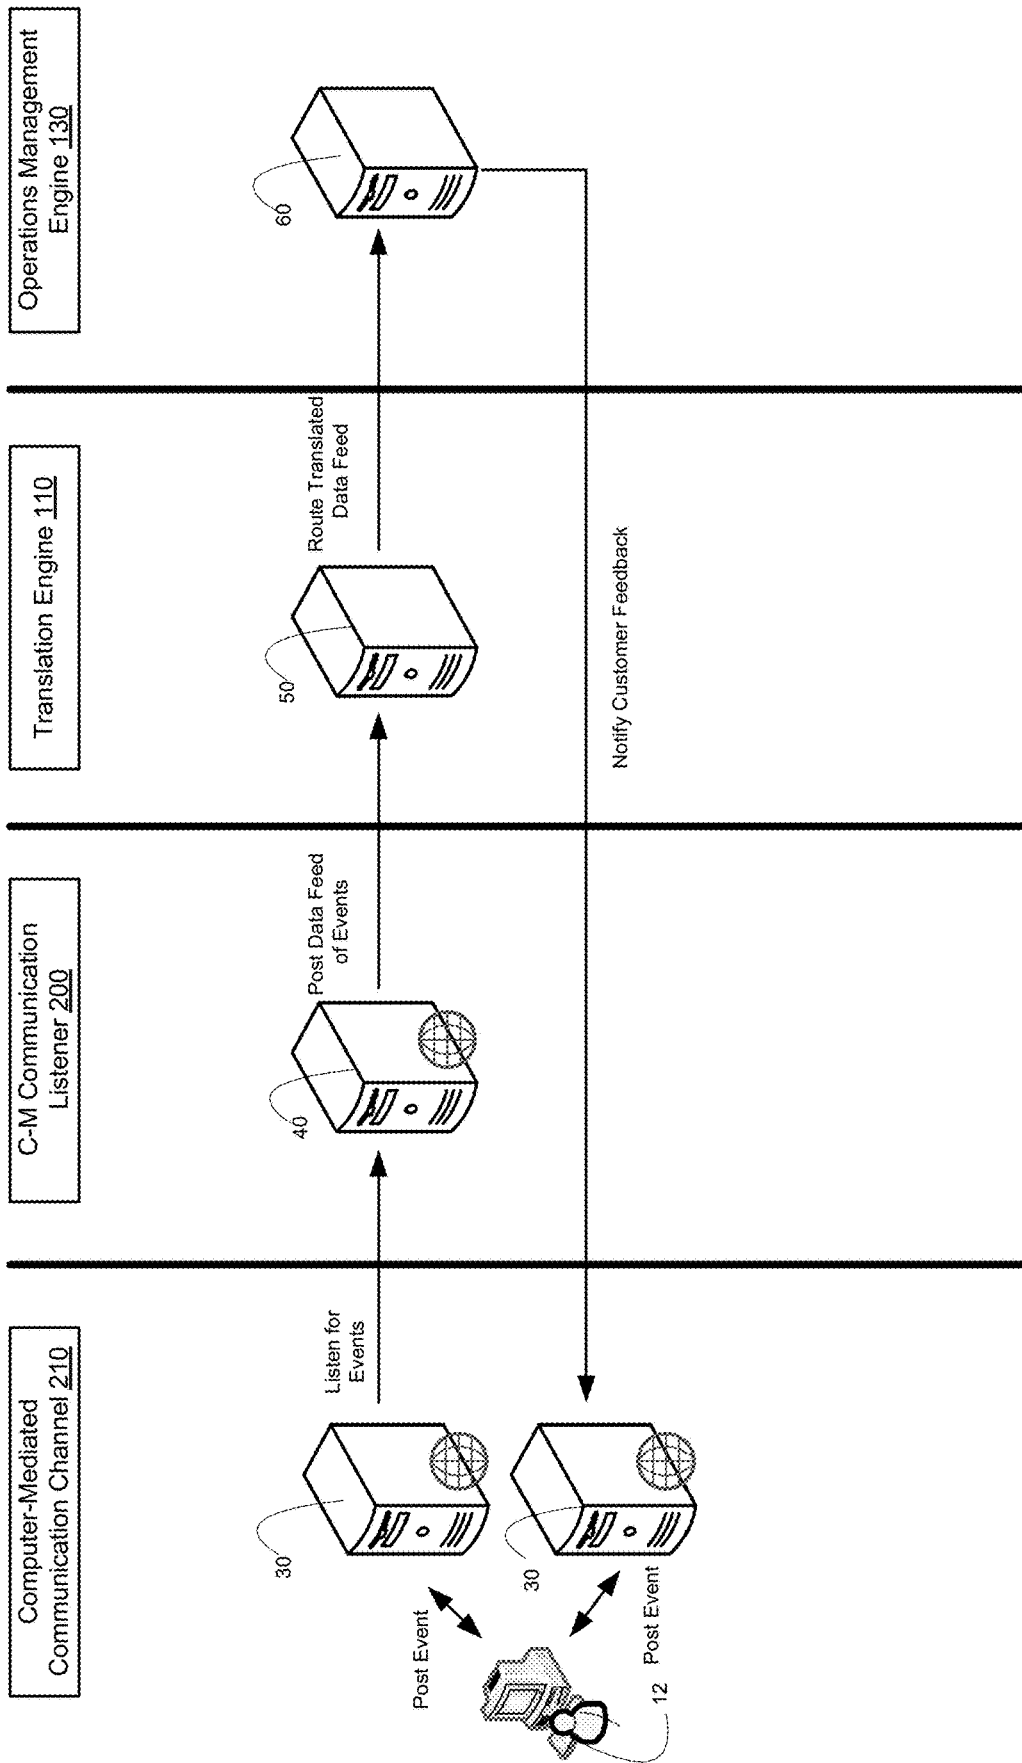 Computer-Mediated
Communication Channel 210
C-M Communication
Listener 200
Translation Engine 110
Operations Management
Engine 130
30
40
50
60
Listen for
Events
Post Data Feed
of Events
Route Translated
Data Feed
Post Event
30
Post Event
12
Notify Customer Feedback